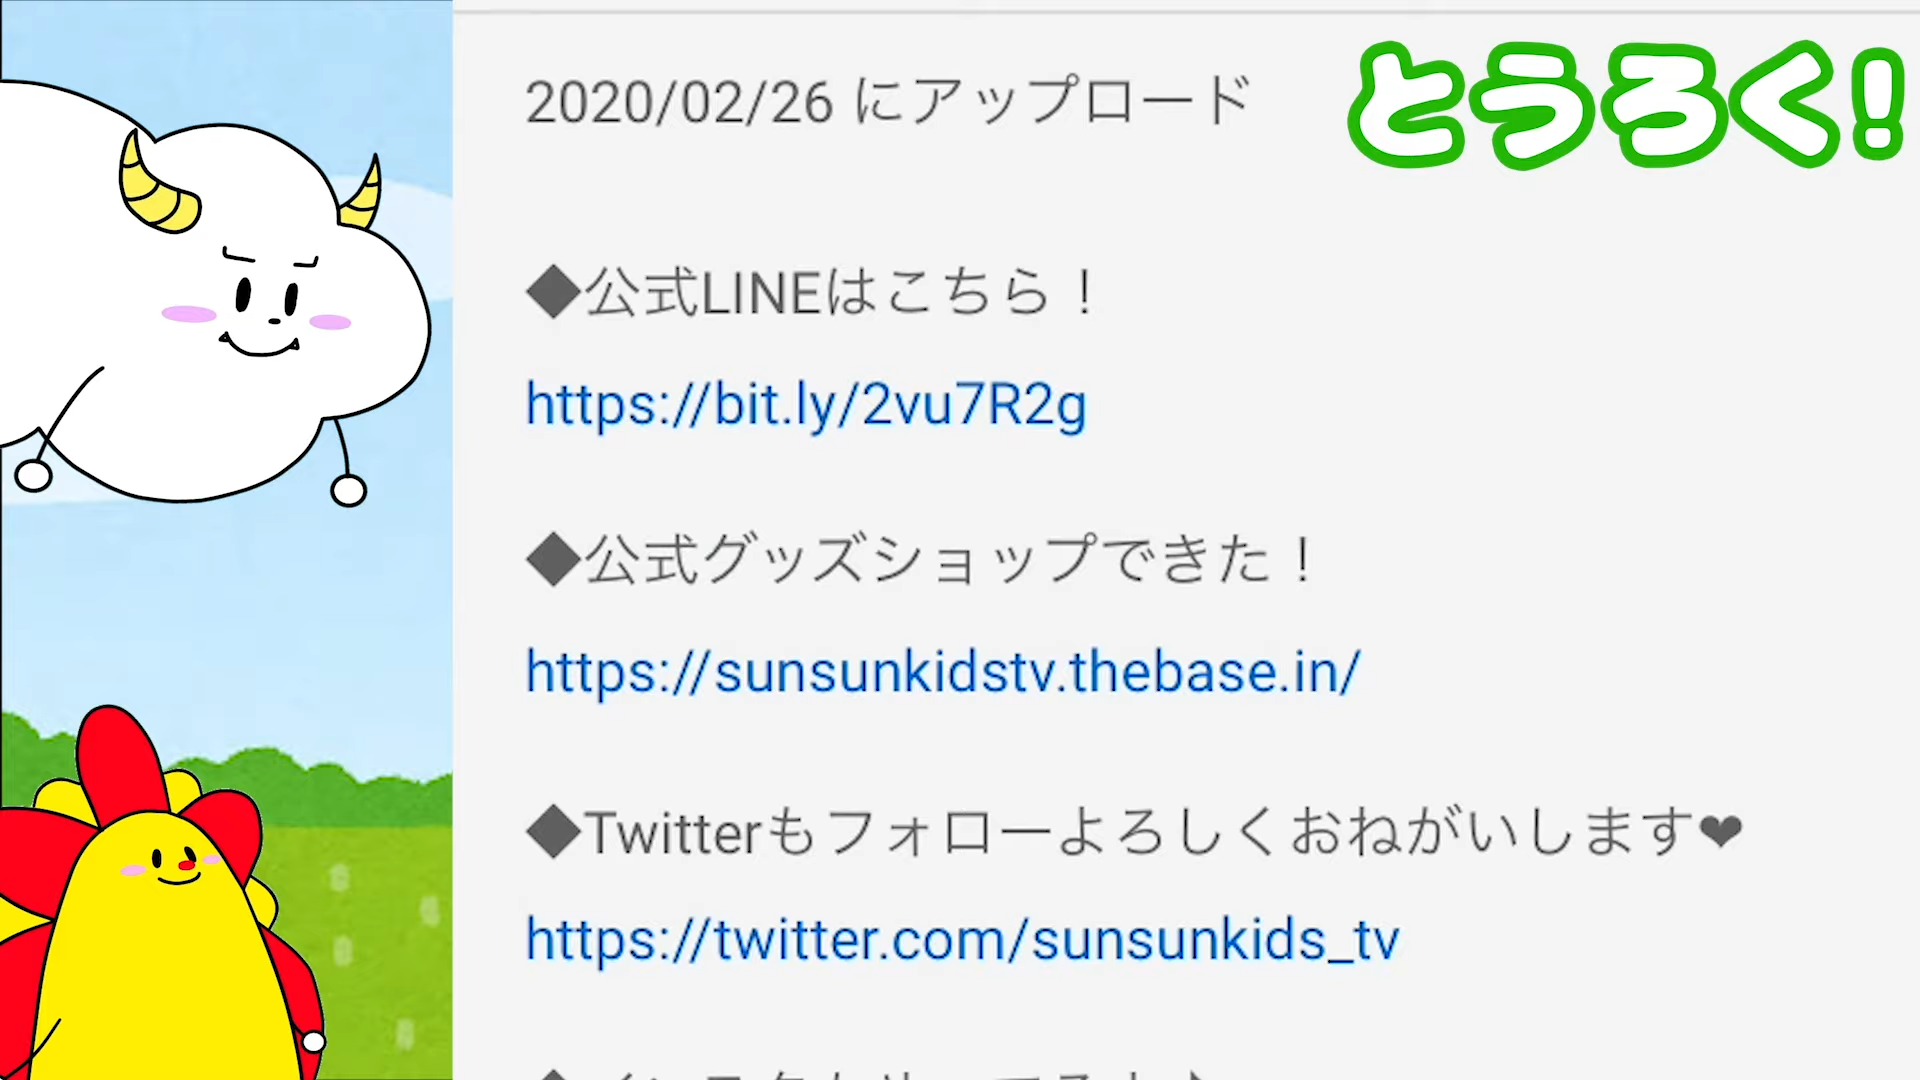 とうろく!
2020/02/26 にアップロード
◆公式LINEはこちら！
https://bit.ly/2vu7R2g
◆公式グッズショップできた！
https://sunsunkidstv.thebase.in/
◆Twitterもフォローよろしくおねがいします❤
https://twitter.com/sunsunkids_tv